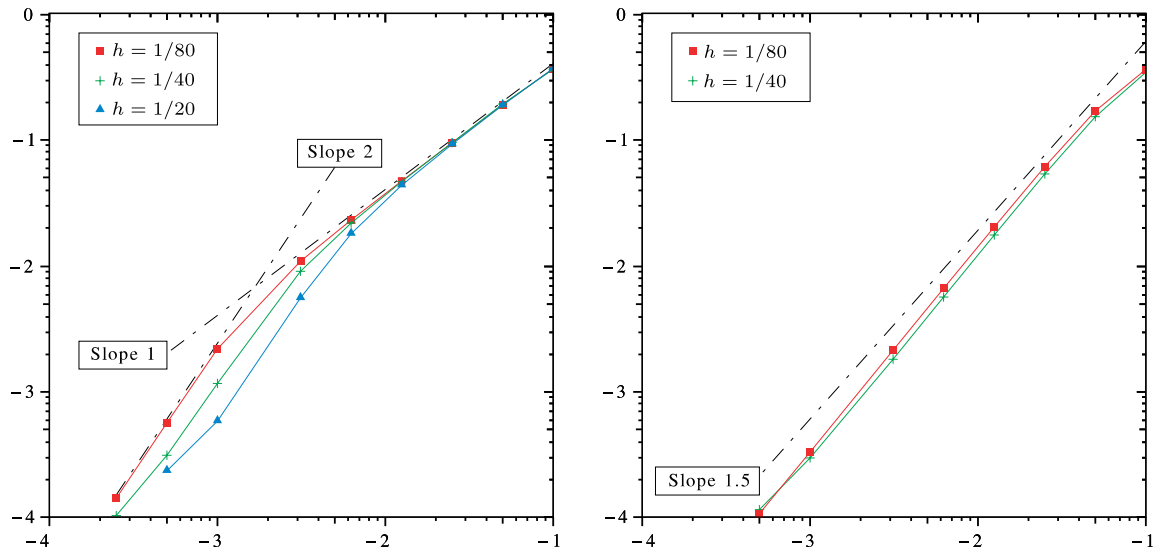 0
h = 1/80
h = 1/40
h = 1/20
Slope 2
−1
−2
Slope 1
−3
−4
−4
−3
−2
−1
0
h = 1/80
h = 1/40
−1
−2
−3
Slope 1.5
−4
−4
−3
−2
−1